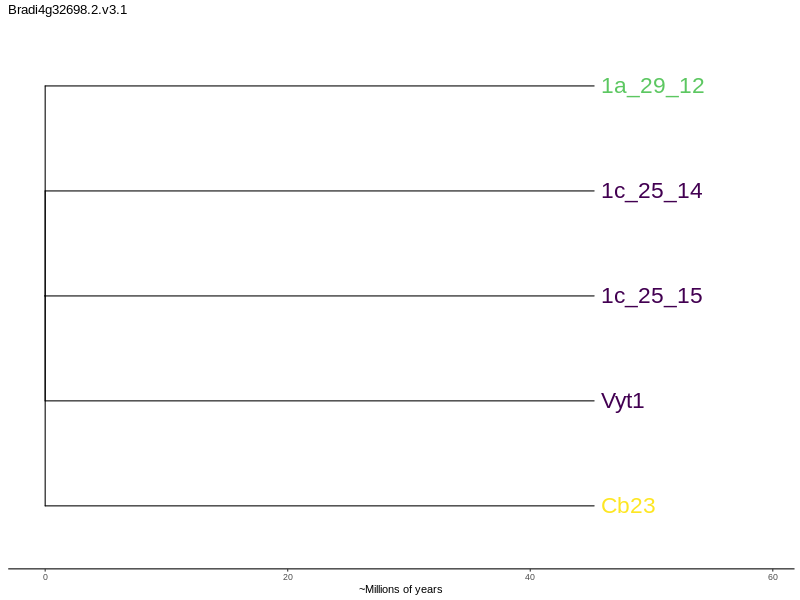 Bradi4g32698.2.v3.1
1a_29_12
1c_25_14
1c_25_15
Vyt1
Cb23
0 20 40 60
~Millions of years